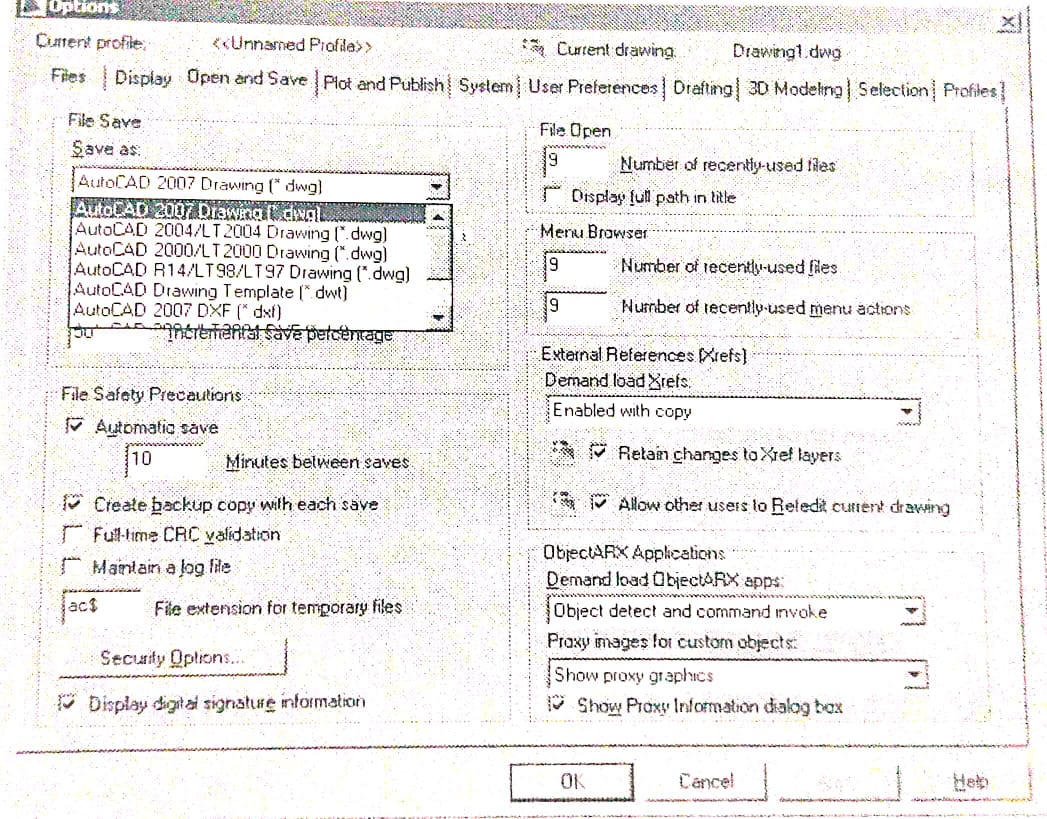 Options
Current profile: <<Unnamed Profile>> Current drawing: Drawing1.dwg
Files Display Open and Save Plot and Publish System User Preferences Drafting 3D Modeling Selection Profiles
File Save
Save as:
AutoCAD 2007 Drawing (*.dwg)
AutoCAD 2007 Drawing (*.dwg)
AutoCAD 2004/LT2004 Drawing (*.dwg)
AutoCAD 2000/LT2000 Drawing (*.dwg)
AutoCAD R14/LT98/LT97 Drawing (*.dwg)
AutoCAD Drawing Template (*.dwt)
AutoCAD 2007 DXF (*.dxf)
Incremental save percentage
File Safety Precautions
Automatic save
10 Minutes between saves
Create backup copy with each save
Full-time CRC validation
Maintain a log file
ac$ File extension for temporary files
Security Options...
Display digital signature information
File Open
9 Number of recently-used files
Display full path in title
Menu Browser
9 Number of recently-used files
9 Number of recently-used menu actions
External References (Xrefs)
Demand load Xrefs:
Enabled with copy
Retain changes to Xref layers
Allow other users to Refedit current drawing
ObjectARX Applications
Demand load ObjectARX apps:
Object detect and command invoke
Proxy images for custom objects:
Show proxy graphics
Show Proxy Information dialog box
OK Cancel Help